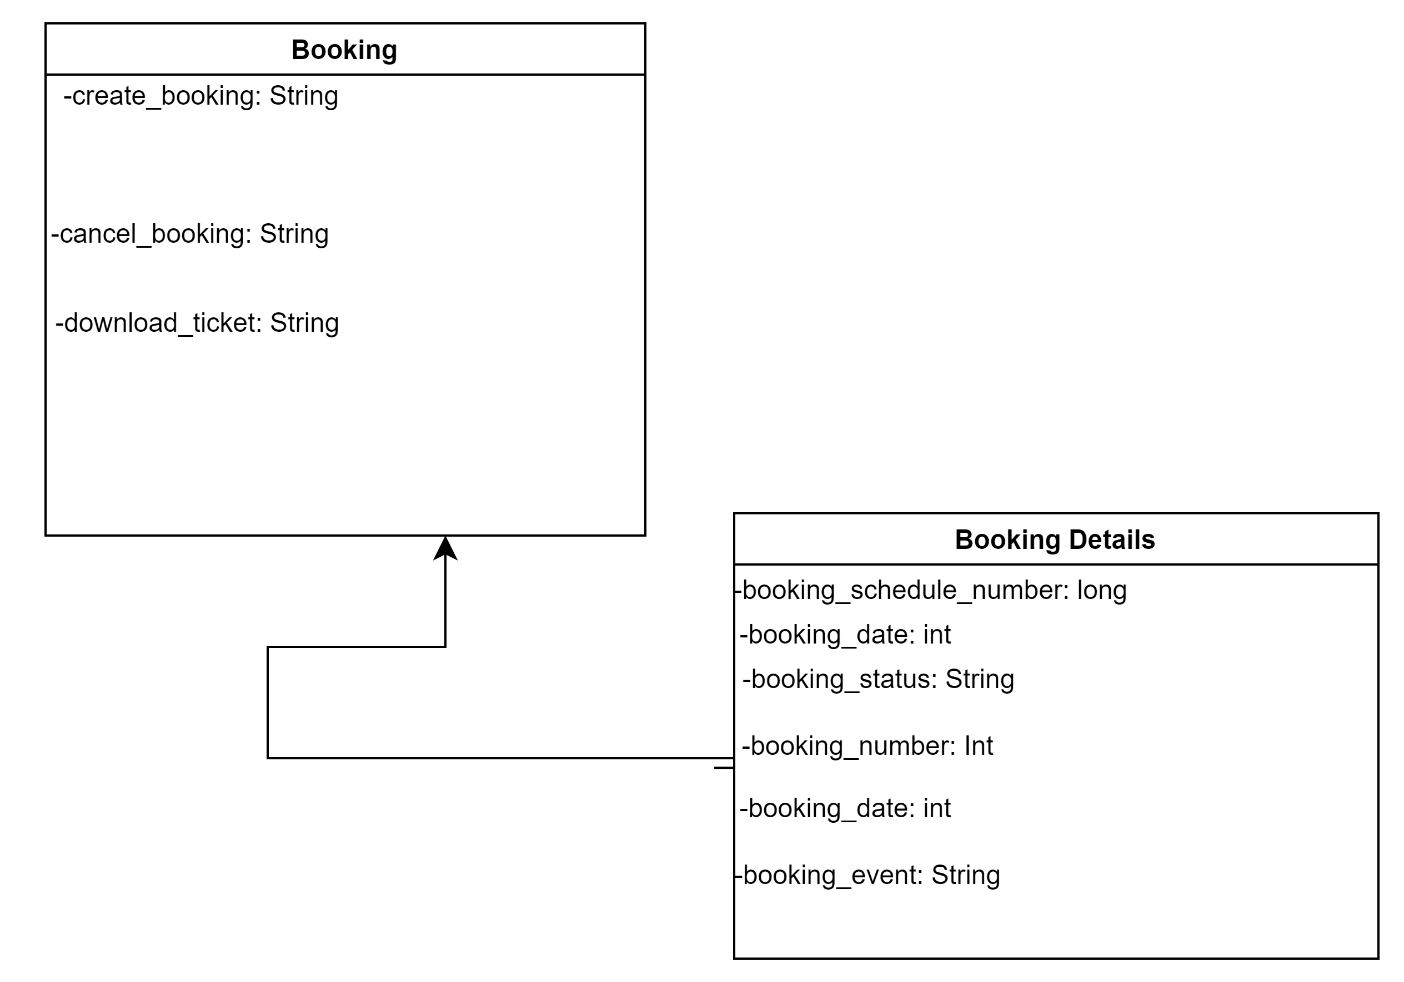 Booking
-create_booking: String
-cancel_booking: String
-download_ticket: String
Booking Details
-booking_schedule_number: long
-booking_date: int
-booking_status: String
-booking_number: Int
-booking_date: int
-booking_event: String